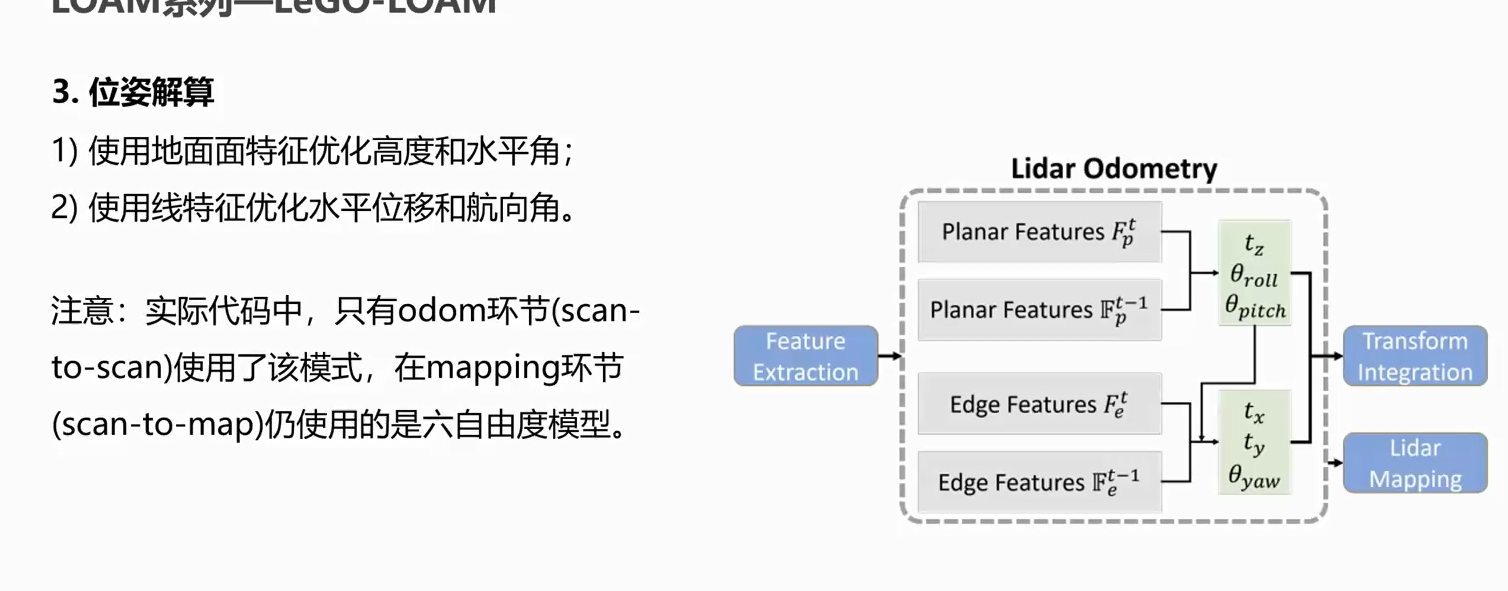 LOAM系列—LeGO-LOAM
3. 位姿解算
1) 使用地面面特征优化高度和水平角；
2) 使用线特征优化水平位移和航向角。
注意：实际代码中，只有odom环节(scan-
to-scan)使用了该模式，在mapping环节
(scan-to-map)仍使用的是六自由度模型。
Lidar Odometry
Feature
Extraction
Planar Features $F_p^t$
Planar Features $\mathbb{F}_p^{t-1}$
Edge Features $F_e^t$
Edge Features $\mathbb{F}_e^{t-1}$
$t_z$
$\theta_{roll}$
$\theta_{pitch}$
$t_x$
$t_y$
$\theta_{yaw}$
Transform
Integration
Lidar
Mapping